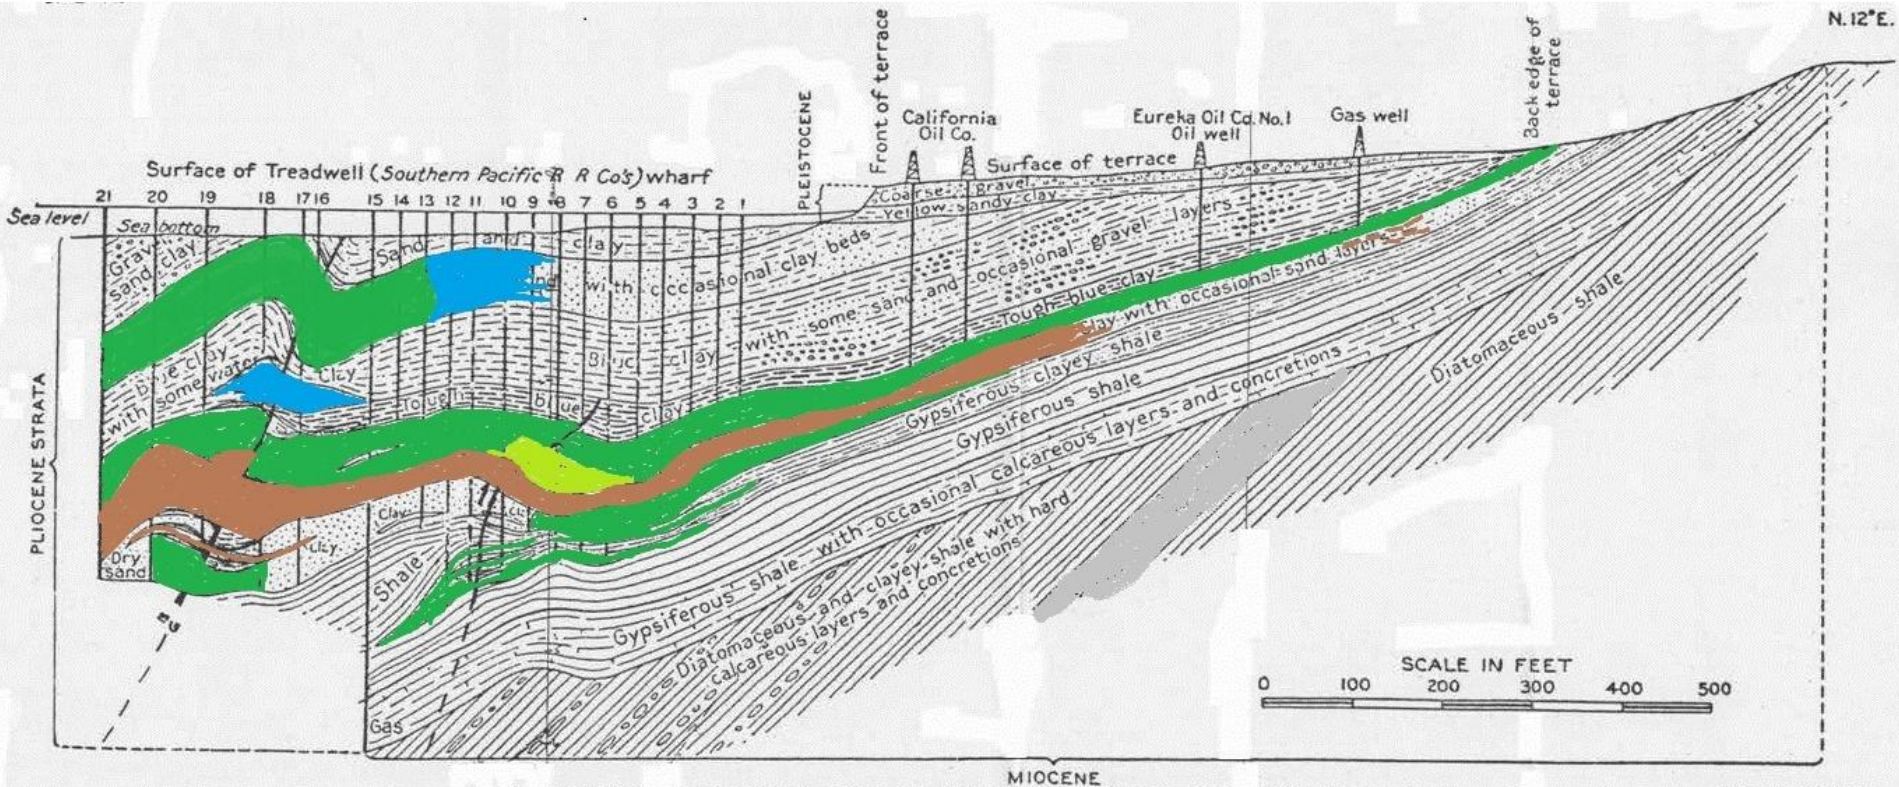 N. 12° E.
PLEISTOCENE
Front of terrace
Back edge of
terrace
California
Oil Co.
Eureka Oil Co. No. 1
Oil well
Gas well
Surface of Treadwell (Southern Pacific R R Co's) wharf
Surface of terrace
21 20 19 18 17 16 15 14 13 12 11 10 9 8 7 6 5 4 3 2 1
Sea level
Sea bottom
Coarse gravel
Yellow sandy clay
Sand and clay
sand clay
with occasional clay beds
with some sand and occasional gravel layers
Blue clay
Blue clay
with some water
Clay
Tough blue clay
Tough blue clay
Clay with occasional sand layers
Gypsiferous clayey shale
Gypsiferous shale
Gypsiferous shale with occasional calcareous layers and concretions
Diatomaceous shale
Diatomaceous and clayey shale with hard
calcareous layers and concretions
Clay
Shale
Dry
sand
Gas
PLIOCENE STRATA
MIOCENE
SCALE IN FEET
0 100 200 300 400 500